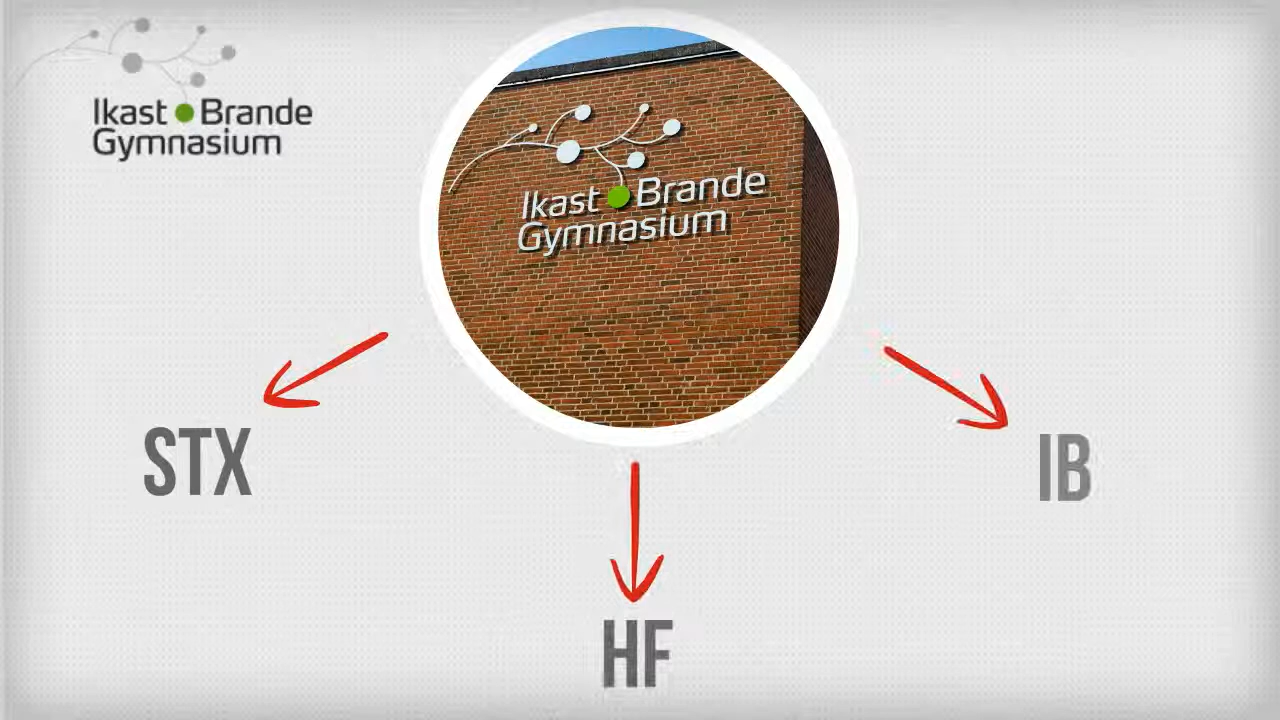 Ikast Brande
Gymnasium
Ikast Brande
Gymnasium
STX
IB
HF